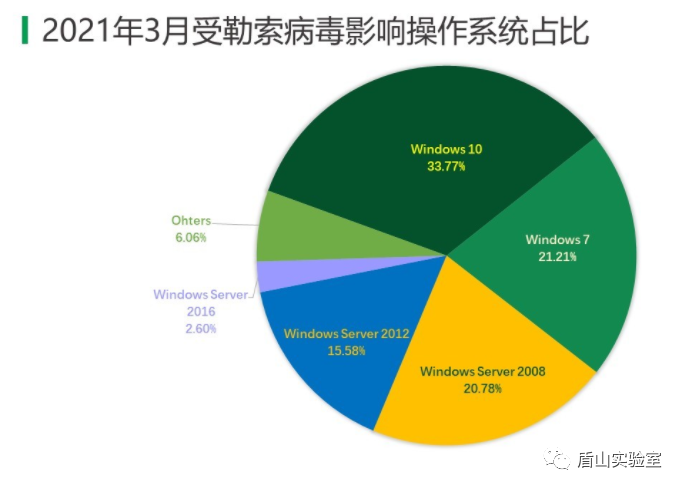 2021年3月受勒索病毒影响操作系统占比
Windows 10
33.77%
Windows 7
21.21%
Windows Server 2008
20.78%
Windows Server 2012
15.58%
Windows Server
2016
2.60%
Ohters
6.06%
盾山实验室